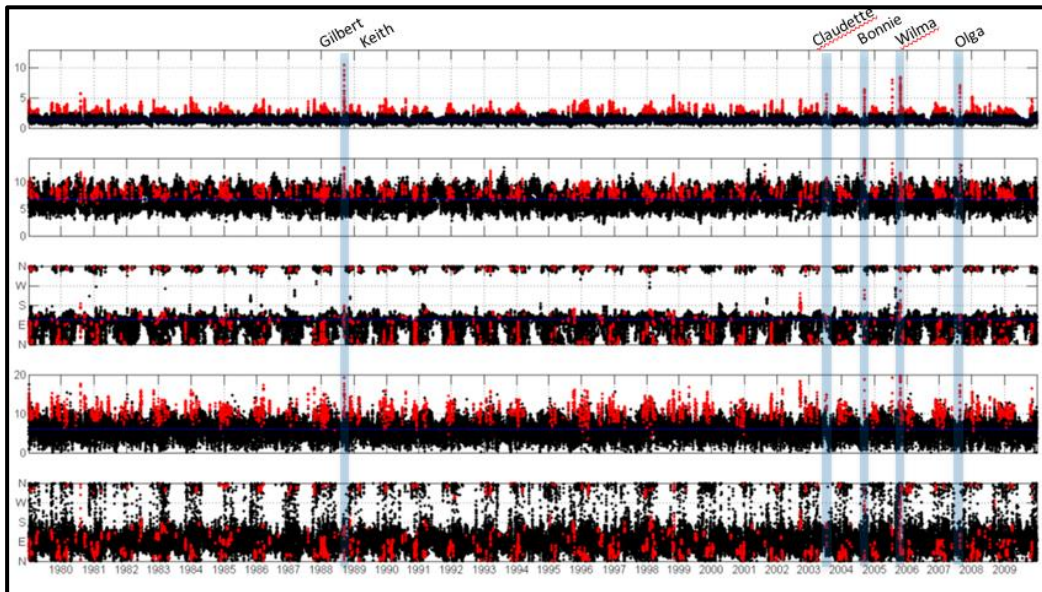 Gilbert Keith Claudette Bonnie Wilma Olga
10
5
0
10
5
0
N
W
S
E
N
20
10
0
N
W
S
E
N
1980 1981 1982 1983 1984 1985 1986 1987 1988 1989 1990 1991 1992 1993 1994 1995 1996 1997 1998 1999 2000 2001 2002 2003 2004 2005 2006 2007 2008 2009